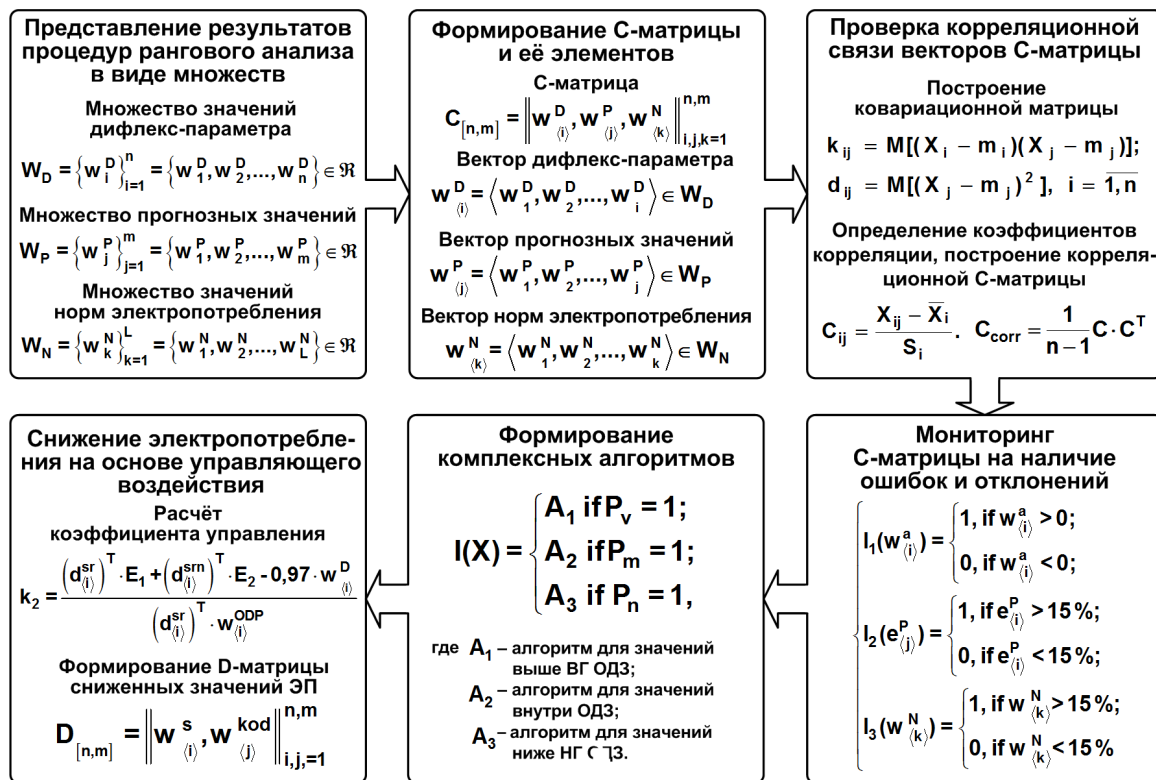 Представление результатов
процедур рангового анализа
в виде множеств
Множество значений
дифлекс-параметра
W_D = {w_i^D}_{i=1}^n = {w_1^D, w_2^D,..., w_n^D} ∈ ℜ
Множество прогнозных значений
W_P = {w_j^P}_{j=1}^m = {w_1^P, w_2^P,..., w_m^P} ∈ ℜ
Множество значений
норм электропотребления
W_N = {w_k^N}_{k=1}^L = {w_1^N, w_2^N,..., w_L^N} ∈ ℜ
Формирование С-матрицы
и её элементов
С-матрица
C_[n,m] = ‖w_⟨i⟩^D, w_⟨j⟩^P, w_⟨k⟩^N‖_{i,j,k=1}^{n,m}
Вектор дифлекс-параметра
w_⟨i⟩^D = ⟨w_1^D, w_2^D,..., w_i^D⟩ ∈ W_D
Вектор прогнозных значений
w_⟨j⟩^P = ⟨w_1^P, w_2^P,..., w_j^P⟩ ∈ W_P
Вектор норм электропотребления
w_⟨k⟩^N = ⟨w_1^N, w_2^N,..., w_k^N⟩ ∈ W_N
Проверка корреляционной
связи векторов С-матрицы
Построение
ковариационной матрицы
k_ij = M[(X_i − m_i)(X_j − m_j)];
d_ij = M[(X_j − m_j)^2], i = \overline{1,n}
Определение коэффициентов
корреляции, построение корреля-
ционной С-матрицы
C_ij = (X_ij − \overline{X}_i)/S_i. C_corr = 1/(n−1) C·C^T
Мониторинг
С-матрицы на наличие
ошибок и отклонений
I_1(w_⟨i⟩^a) = { 1, if w_⟨i⟩^a > 0;
0, if w_⟨i⟩^a < 0;
I_2(e_⟨j⟩^P) = { 1, if e_⟨i⟩^P > 15 %;
0, if e_⟨i⟩^P < 15 %;
I_3(w_⟨k⟩^N) = { 1, if w_⟨k⟩^N > 15 %;
0, if w_⟨k⟩^N < 15 %
Формирование
комплексных алгоритмов
I(X) = { A_1 if P_v = 1;
A_2 if P_m = 1;
A_3 if P_n = 1,
где A_1 – алгоритм для значений
выше ВГ ОДЗ;
A_2 – алгоритм для значений
внутри ОДЗ;
A_3 – алгоритм для значений
ниже НГ
Снижение электропотребле-
ния на основе управляющего
воздействия
Расчёт
коэффициента управления
k_2 = ((d_⟨i⟩^sr)^T · E_1 + (d_⟨i⟩^srn)^T · E_2 - 0,97 · w_⟨i⟩^D) / ((d_⟨i⟩^sr)^T · w_⟨i⟩^ODP)
Формирование D-матрицы
сниженных значений ЭП
D_[n,m] = ‖w_⟨i⟩^s, w_⟨j⟩^kod‖_{i,j,=1}^{n,m}